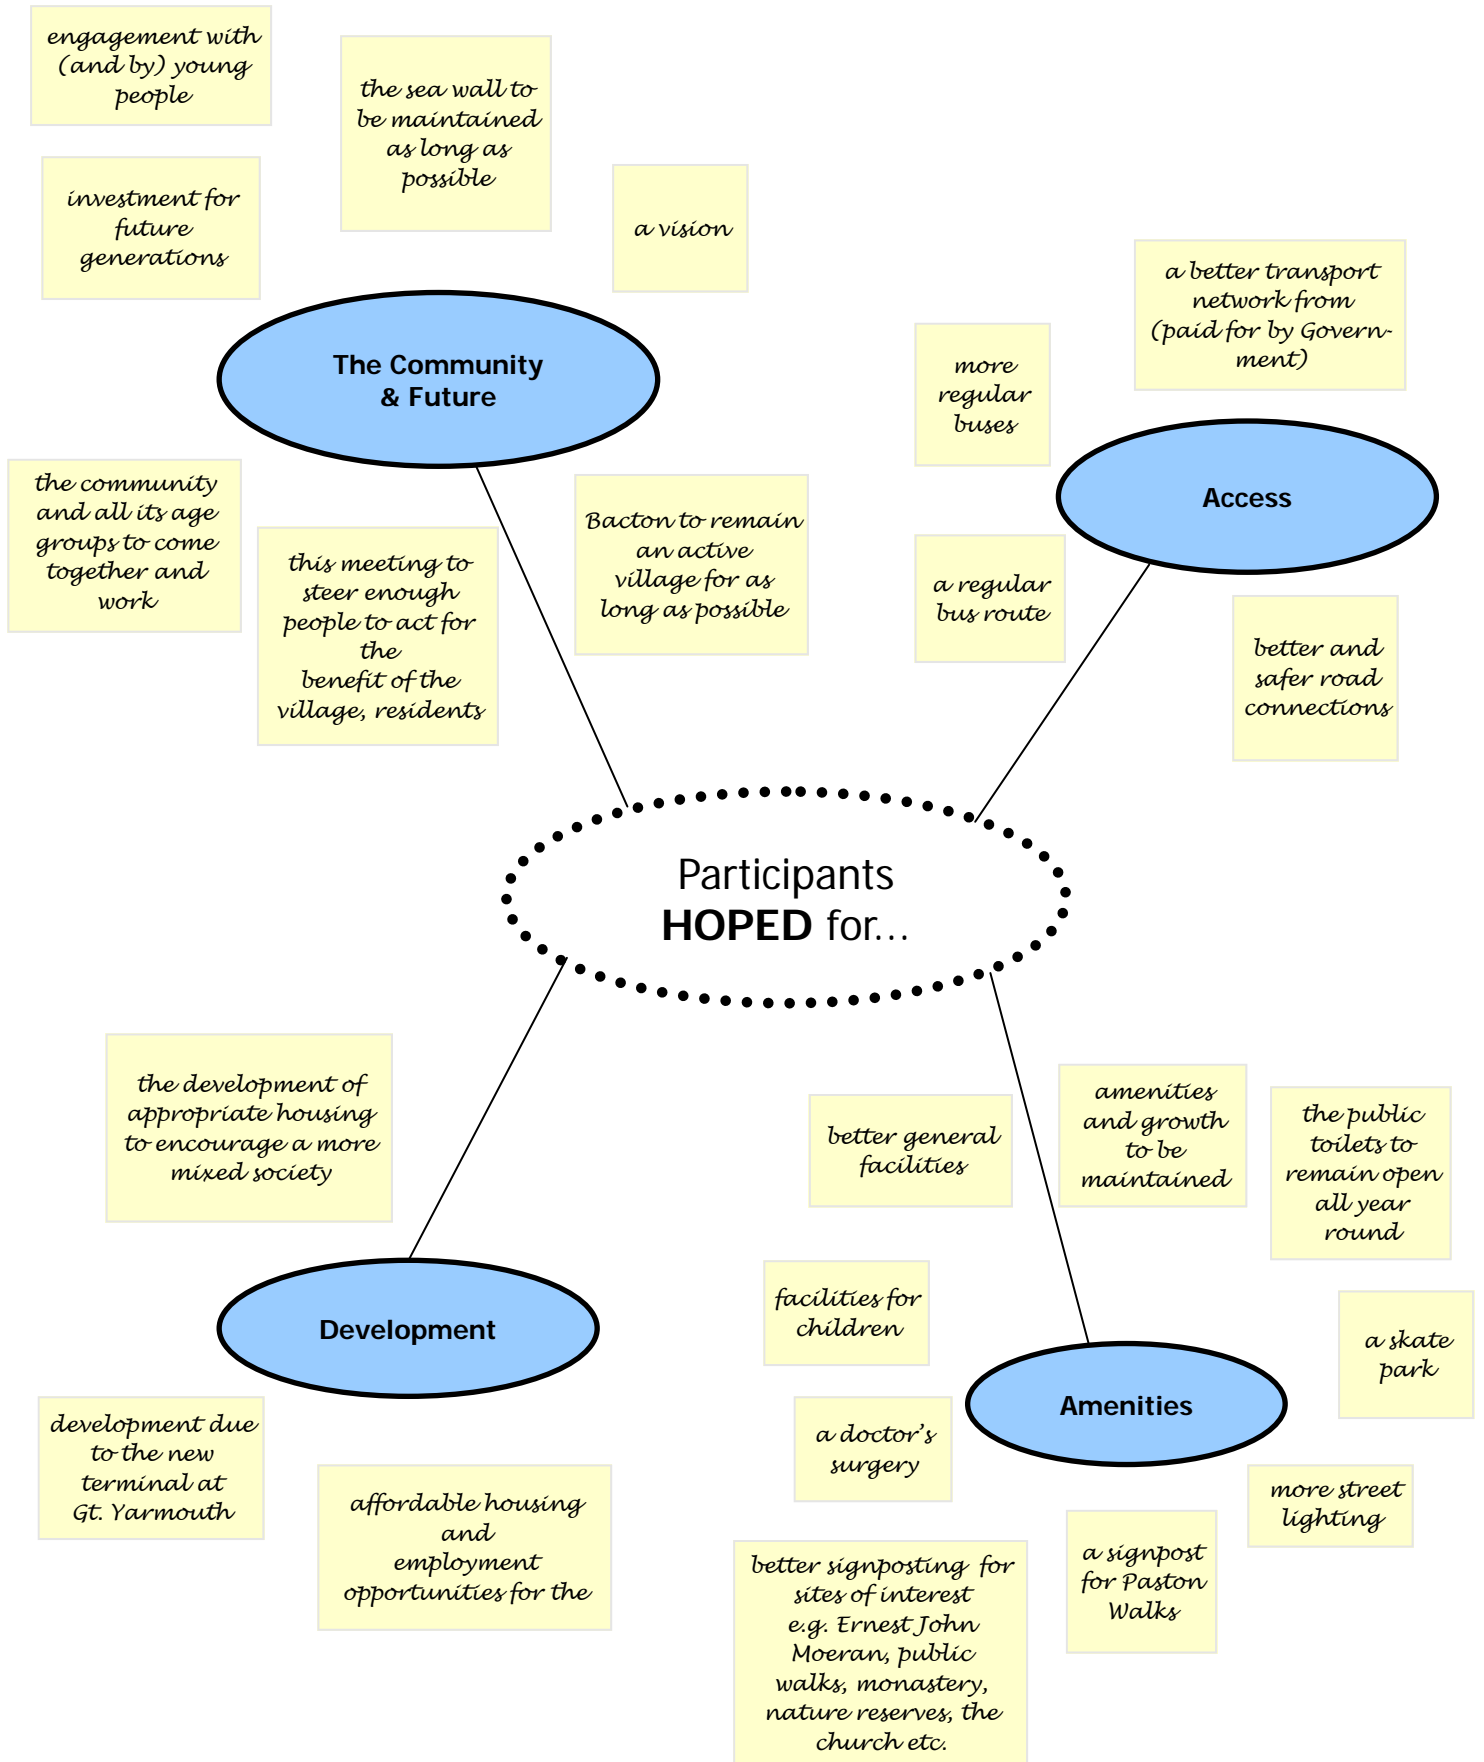 engagement with
(and by) young
people
the sea wall to
be maintained
as long as
possible
investment for
future
generations
a vision
The Community
& Future
the community
and all its age
groups to come
together and
work
this meeting to
steer enough
people to act for
the
benefit of the
village, residents
Bacton to remain
an active
village for as
long as possible
a better transport
network from
(paid for by Govern-
ment)
more
regular
buses
Access
a regular
bus route
better and
safer road
connections
Participants
HOPED for...
the development of
appropriate housing
to encourage a more
mixed society
Development
development due
to the new
terminal at
Gt. Yarmouth
affordable housing
and
employment
opportunities for the
better general
facilities
amenities
and growth
to be
maintained
the public
toilets to
remain open
all year
round
facilities for
children
a skate
park
Amenities
a doctor's
surgery
more street
lighting
a signpost
for Paston
Walks
better signposting for
sites of interest
e.g. Ernest John
Moeran, public
walks, monastery,
nature reserves, the
church etc.